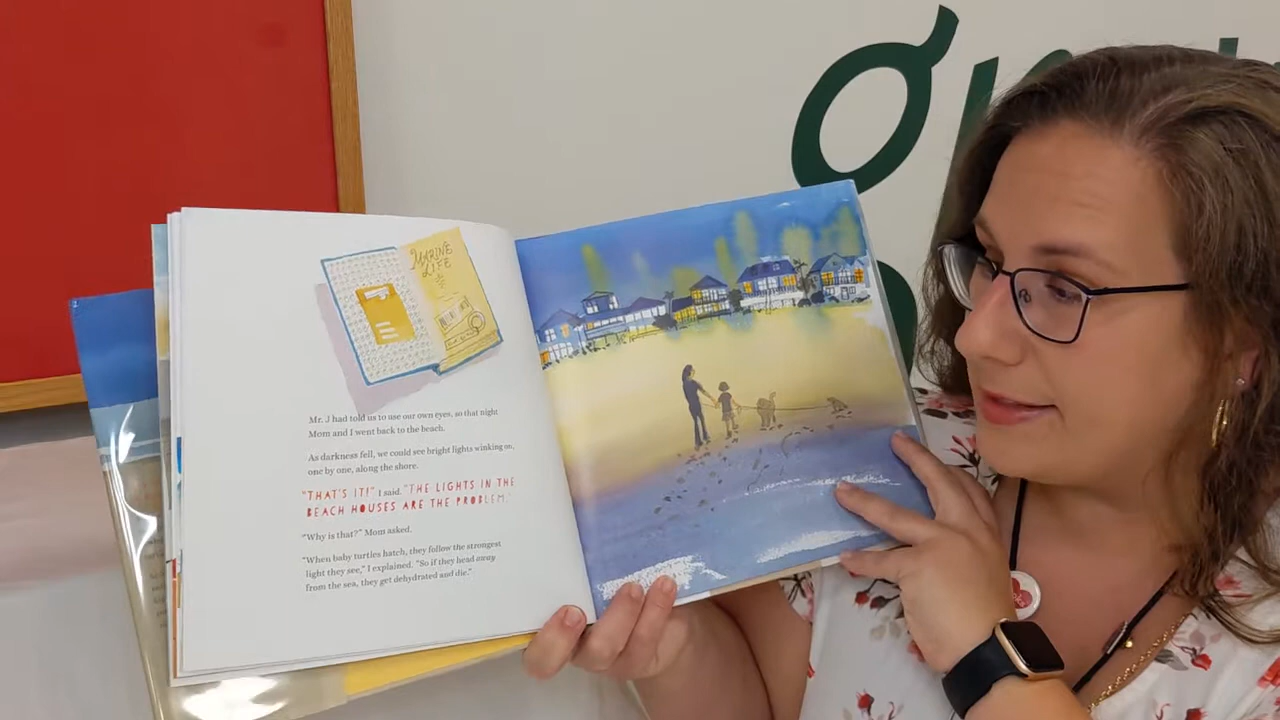 MARINE
LIFE
Mr. J had told us to use our own eyes, so that night
Mom and I went back to the beach.
As darkness fell, we could see bright lights winking on,
one by one, along the shore.
"THAT'S IT!" I said. "THE LIGHTS IN THE
BEACH HOUSES ARE THE PROBLEM."
"Why is that?" Mom asked.
"When baby turtles hatch, they follow the strongest
light they see," I explained. "So if they head away
from the sea, they get dehydrated and die."